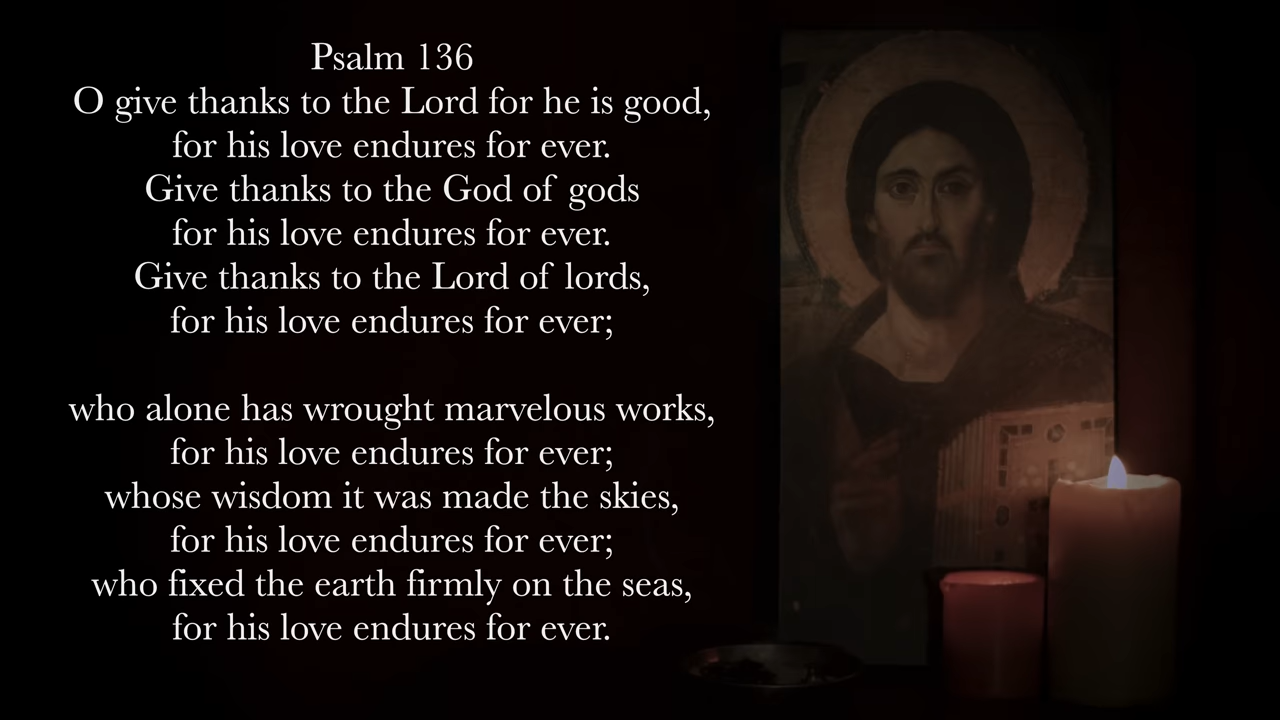 Psalm 136
O give thanks to the Lord for he is good,
for his love endures for ever.
Give thanks to the God of gods
for his love endures for ever.
Give thanks to the Lord of lords,
for his love endures for ever;
who alone has wrought marvelous works,
for his love endures for ever;
whose wisdom it was made the skies,
for his love endures for ever;
who fixed the earth firmly on the seas,
for his love endures for ever.